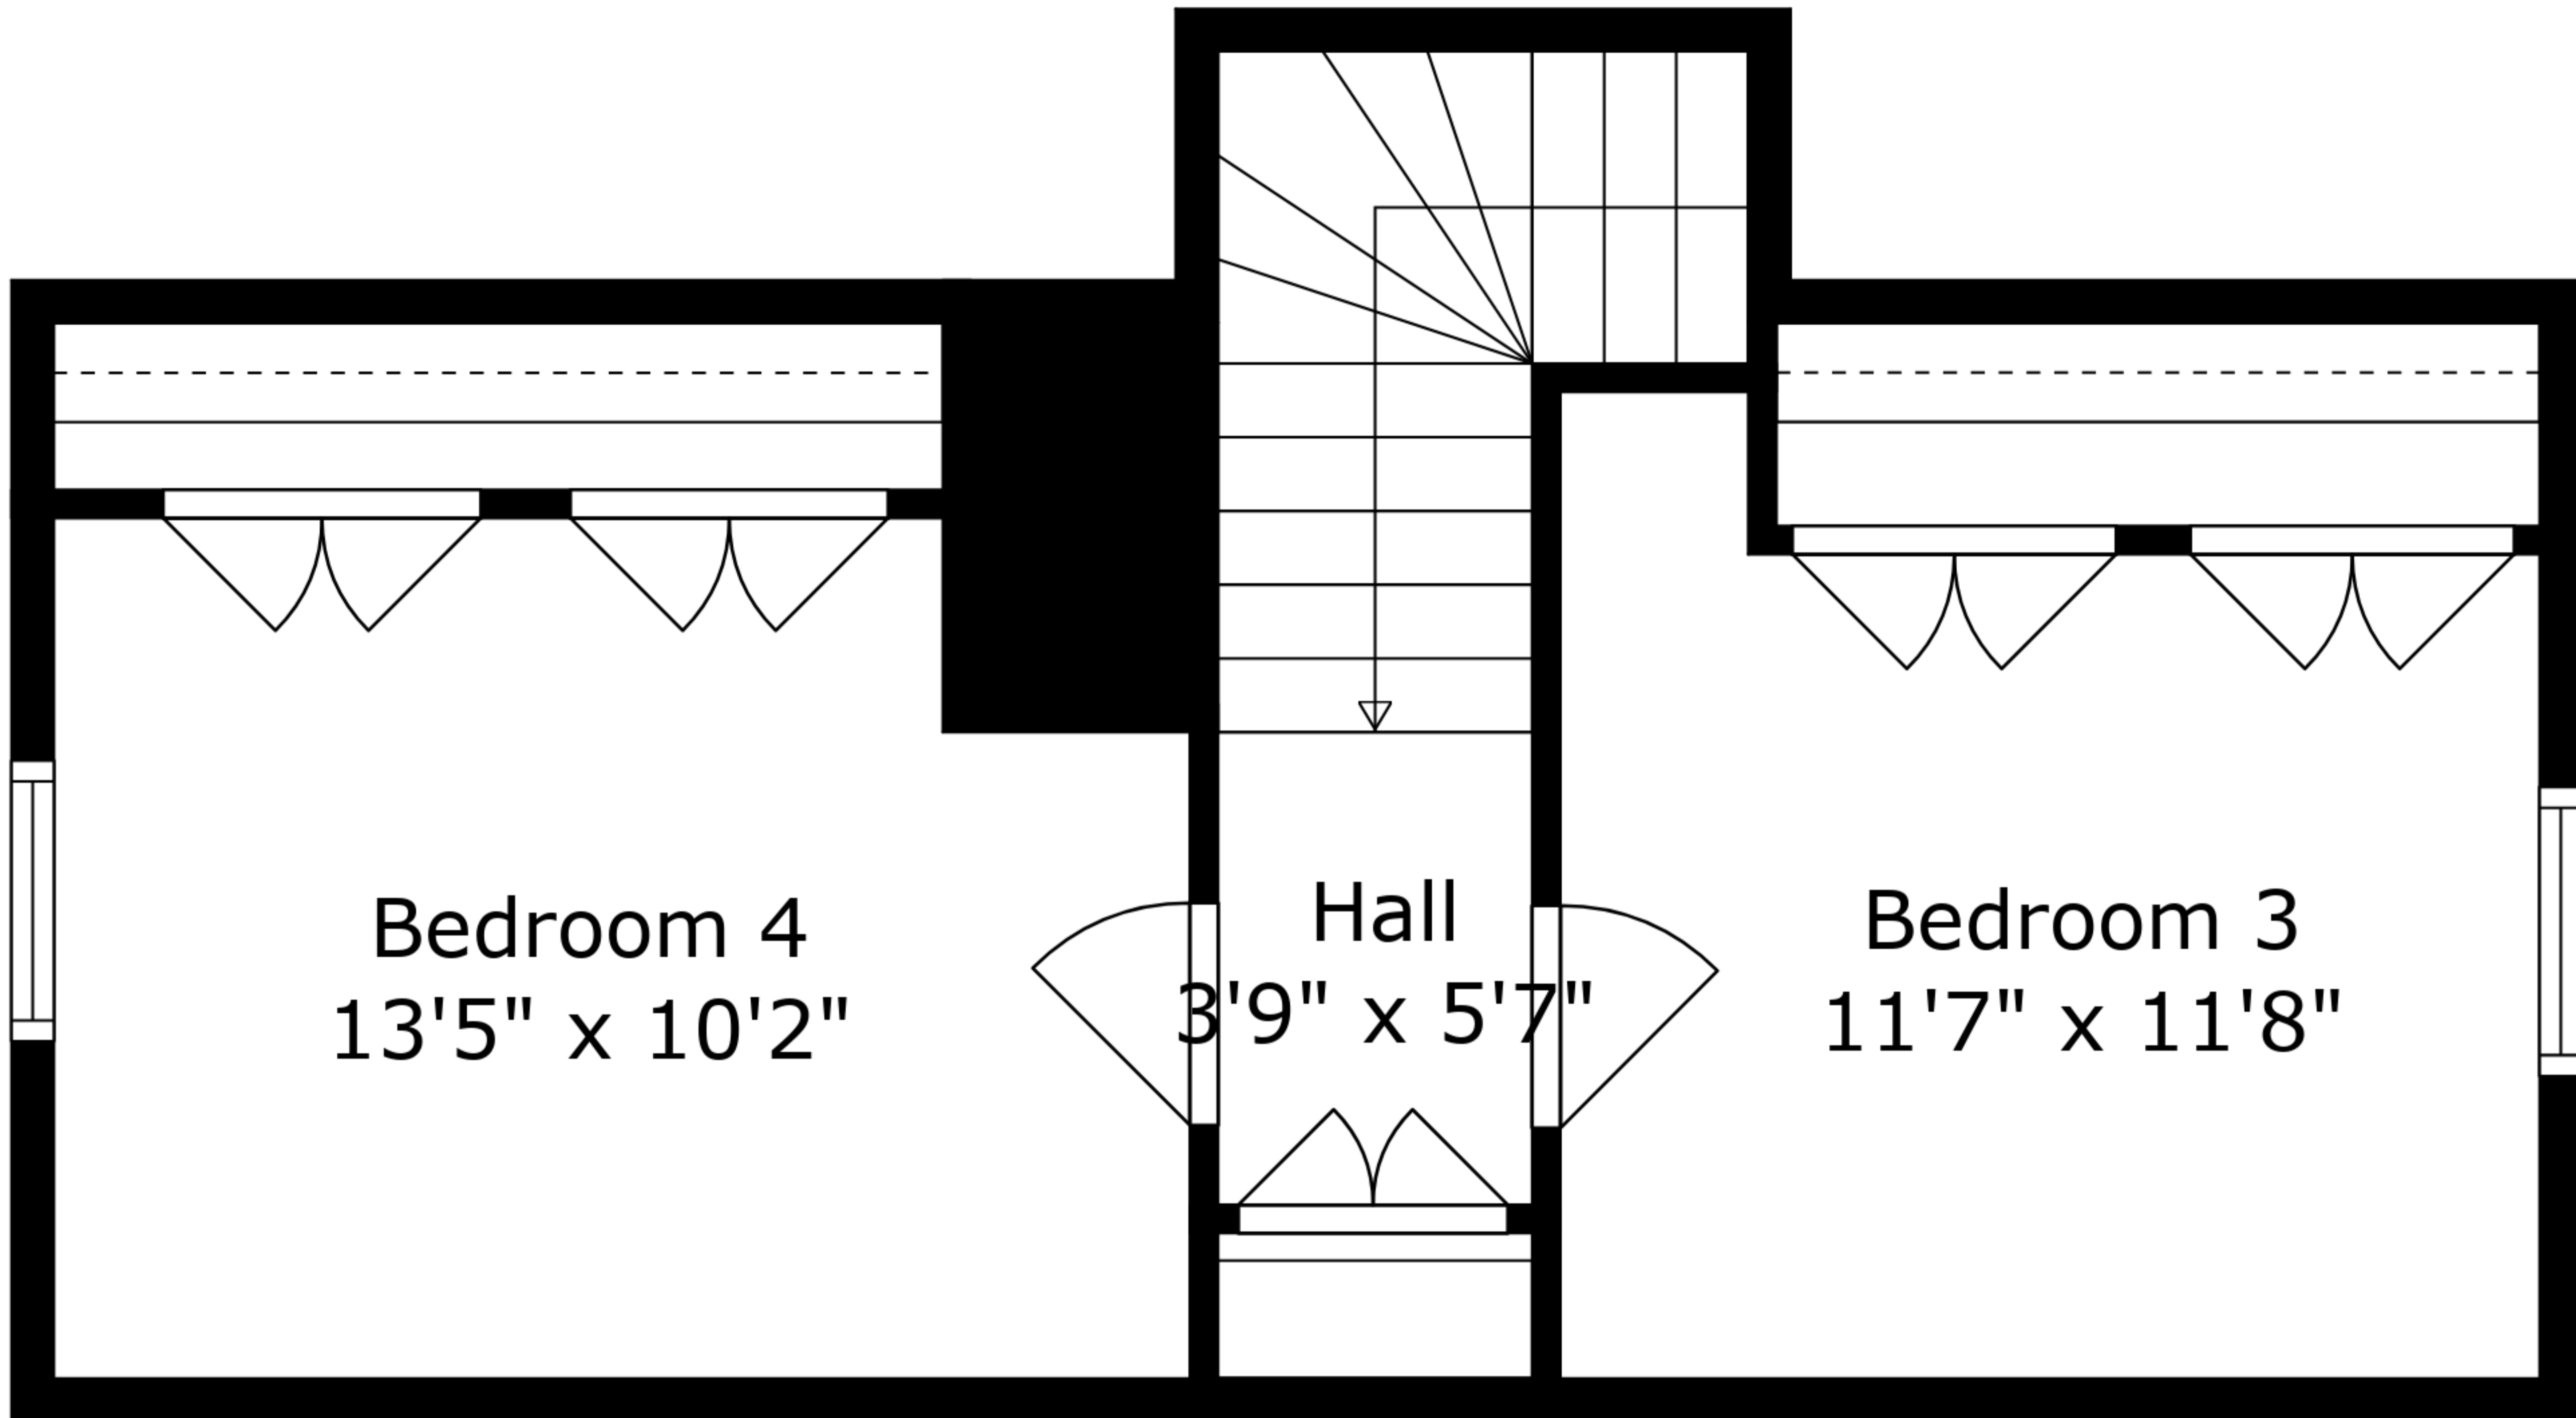 Bedroom 4
13'5" x 10'2"
Hall
3'9" x 5'7"
Bedroom 3
11'7" x 11'8"